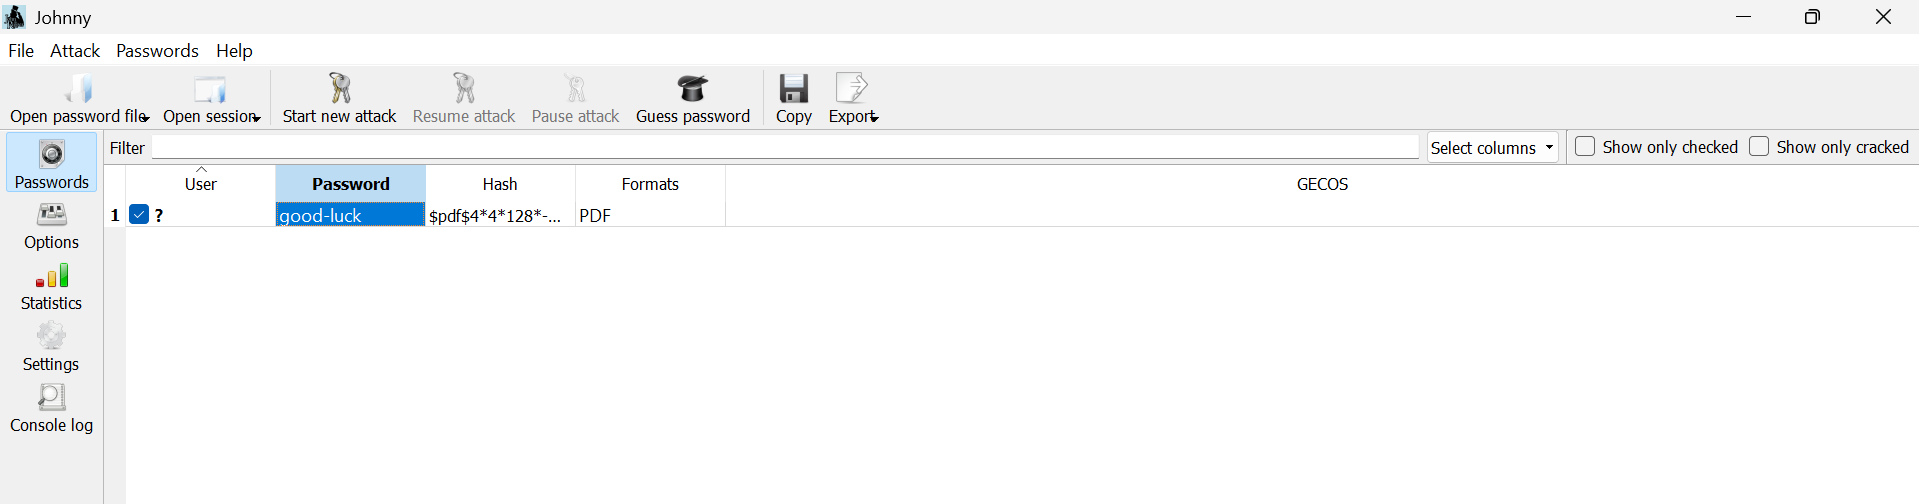 Johnny
File Attack Passwords Help
Open password file Open session Start new attack Resume attack Pause attack Guess password Copy Export
Passwords
Options
Statistics
Settings
Console log
Filter Select columns Show only checked Show only cracked
User Password Hash Formats GECOS
1 ? good-luck $pdf$4*4*128*-... PDF